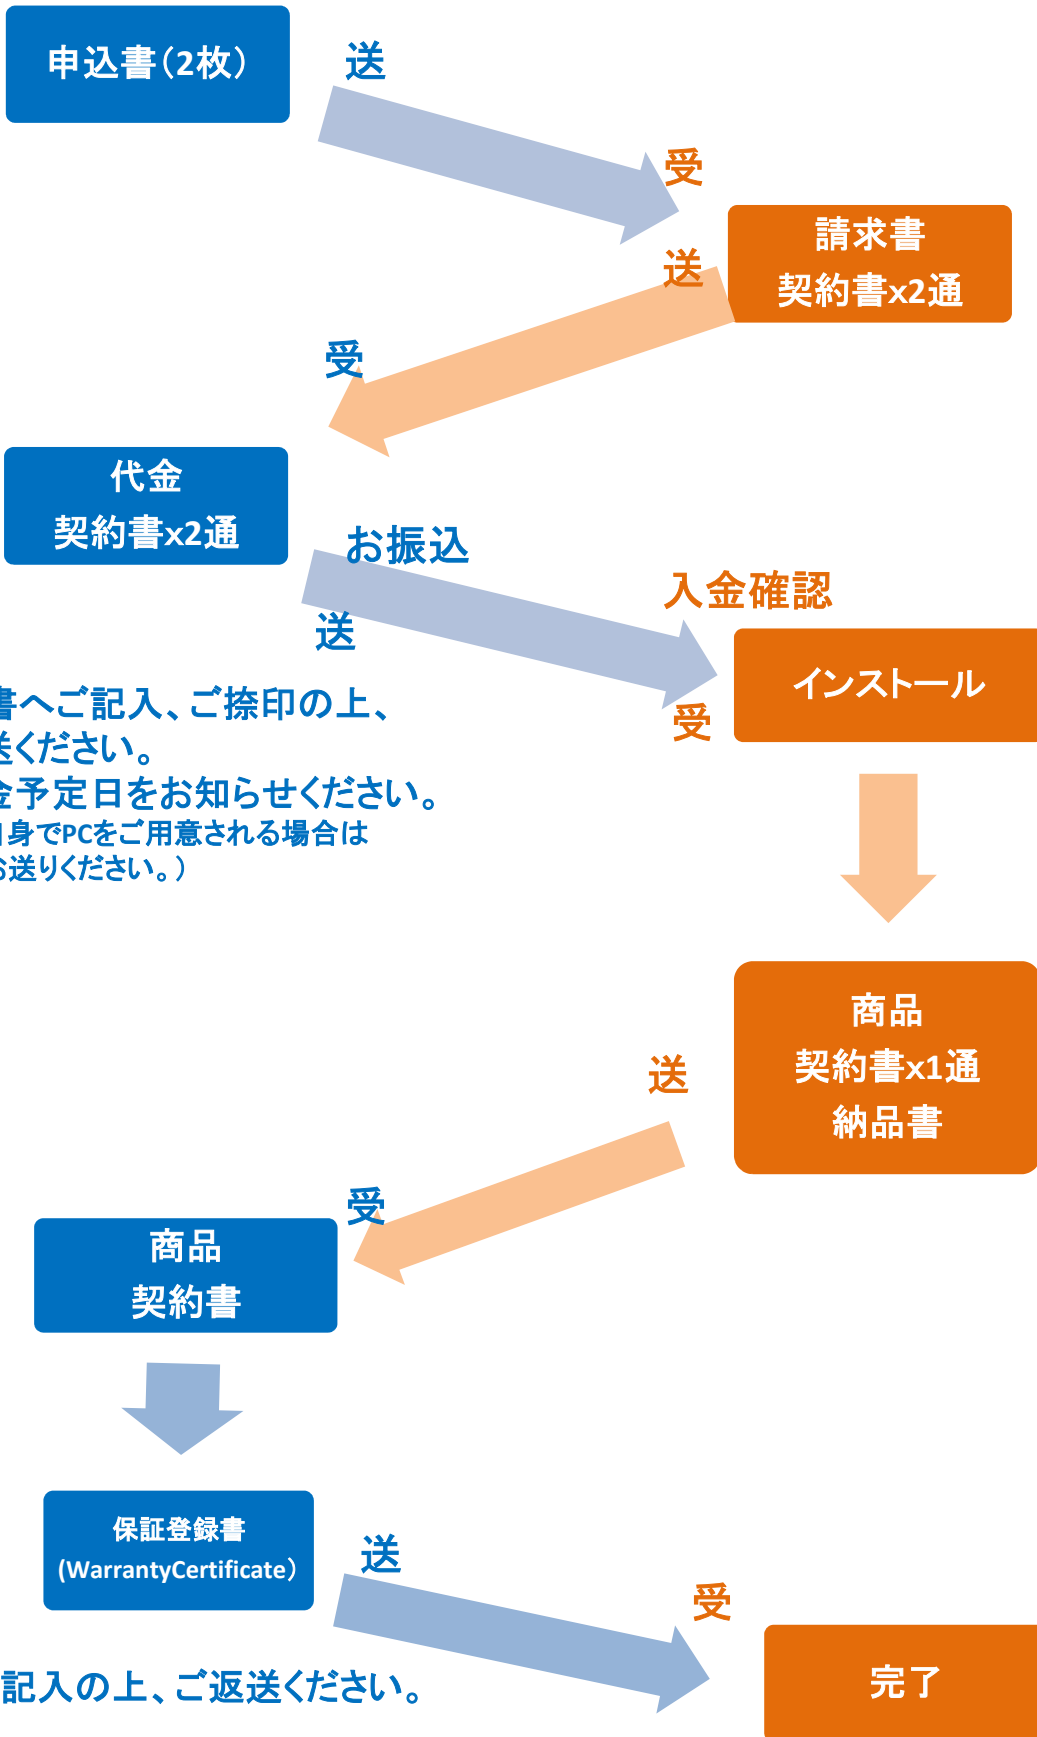 申込書（2枚）
送
受
請求書
契約書x2通
送
受
代金
契約書x2通
お振込
送
入金確認
受
インストール
書へご記入、ご捺印の上、
送ください。
金予定日をお知らせください。
自身でPCをご用意される場合は
お送りください。）
商品
契約書x1通
納品書
送
受
商品
契約書
保証登録書
(WarrantyCertificate）
送
受
完了
記入の上、ご返送ください。